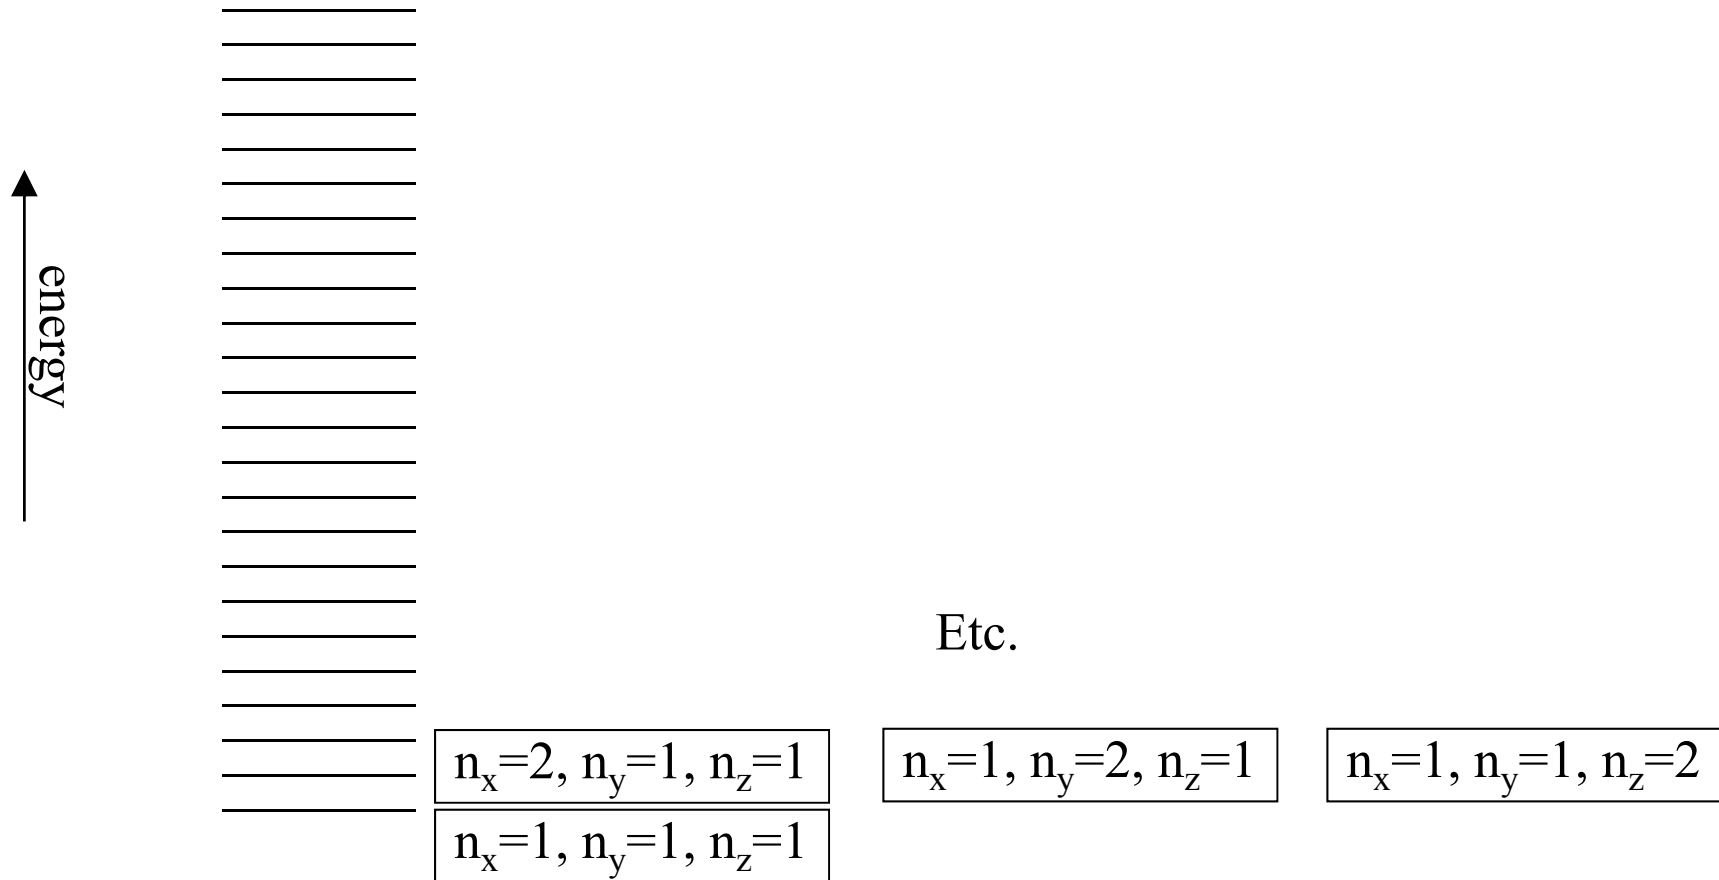 energy
Etc.
nx=2, ny=1, nz=1
nx=1, ny=2, nz=1
nx=1, ny=1, nz=2
nx=1, ny=1, nz=1